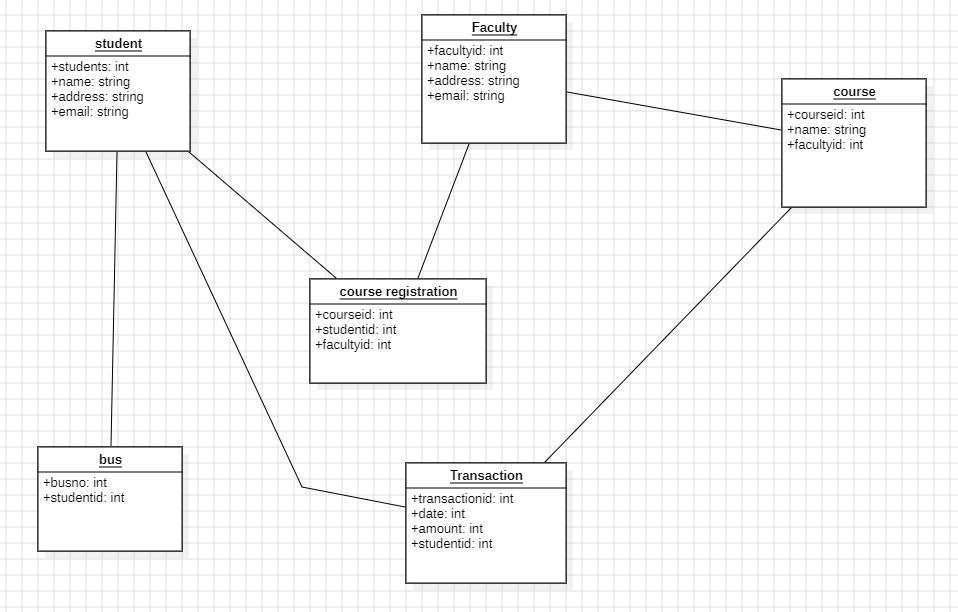 student
+students: int
+name: string
+address: string
+email: string
Faculty
+facultyid: int
+name: string
+address: string
+email: string
course
+courseid: int
+name: string
+facultyid: int
course registration
+courseid: int
+studentid: int
+facultyid: int
bus
+busno: int
+studentid: int
Transaction
+transactionid: int
+date: int
+amount: int
+studentid: int